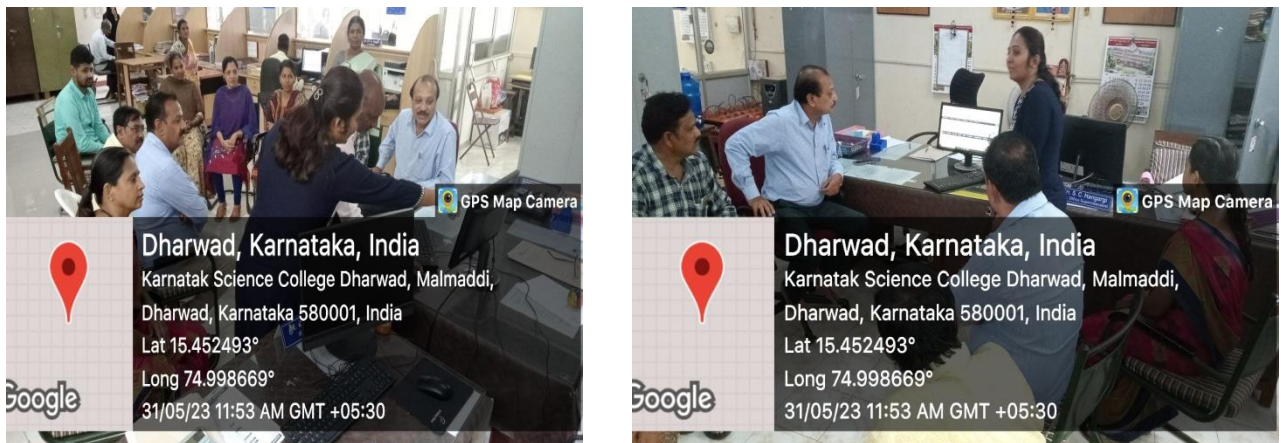 GPS Map Camera
Dharwad, Karnataka, India
Karnatak Science College Dharwad, Malmaddi,
Dharwad, Karnataka 580001, India
Lat 15.452493°
Long 74.998669°
31/05/23 11:53 AM GMT +05:30
Google
GPS Map Camera
Dharwad, Karnataka, India
Karnatak Science College Dharwad, Malmaddi,
Dharwad, Karnataka 580001, India
Lat 15.452493°
Long 74.998669°
31/05/23 11:53 AM GMT +05:30
Google